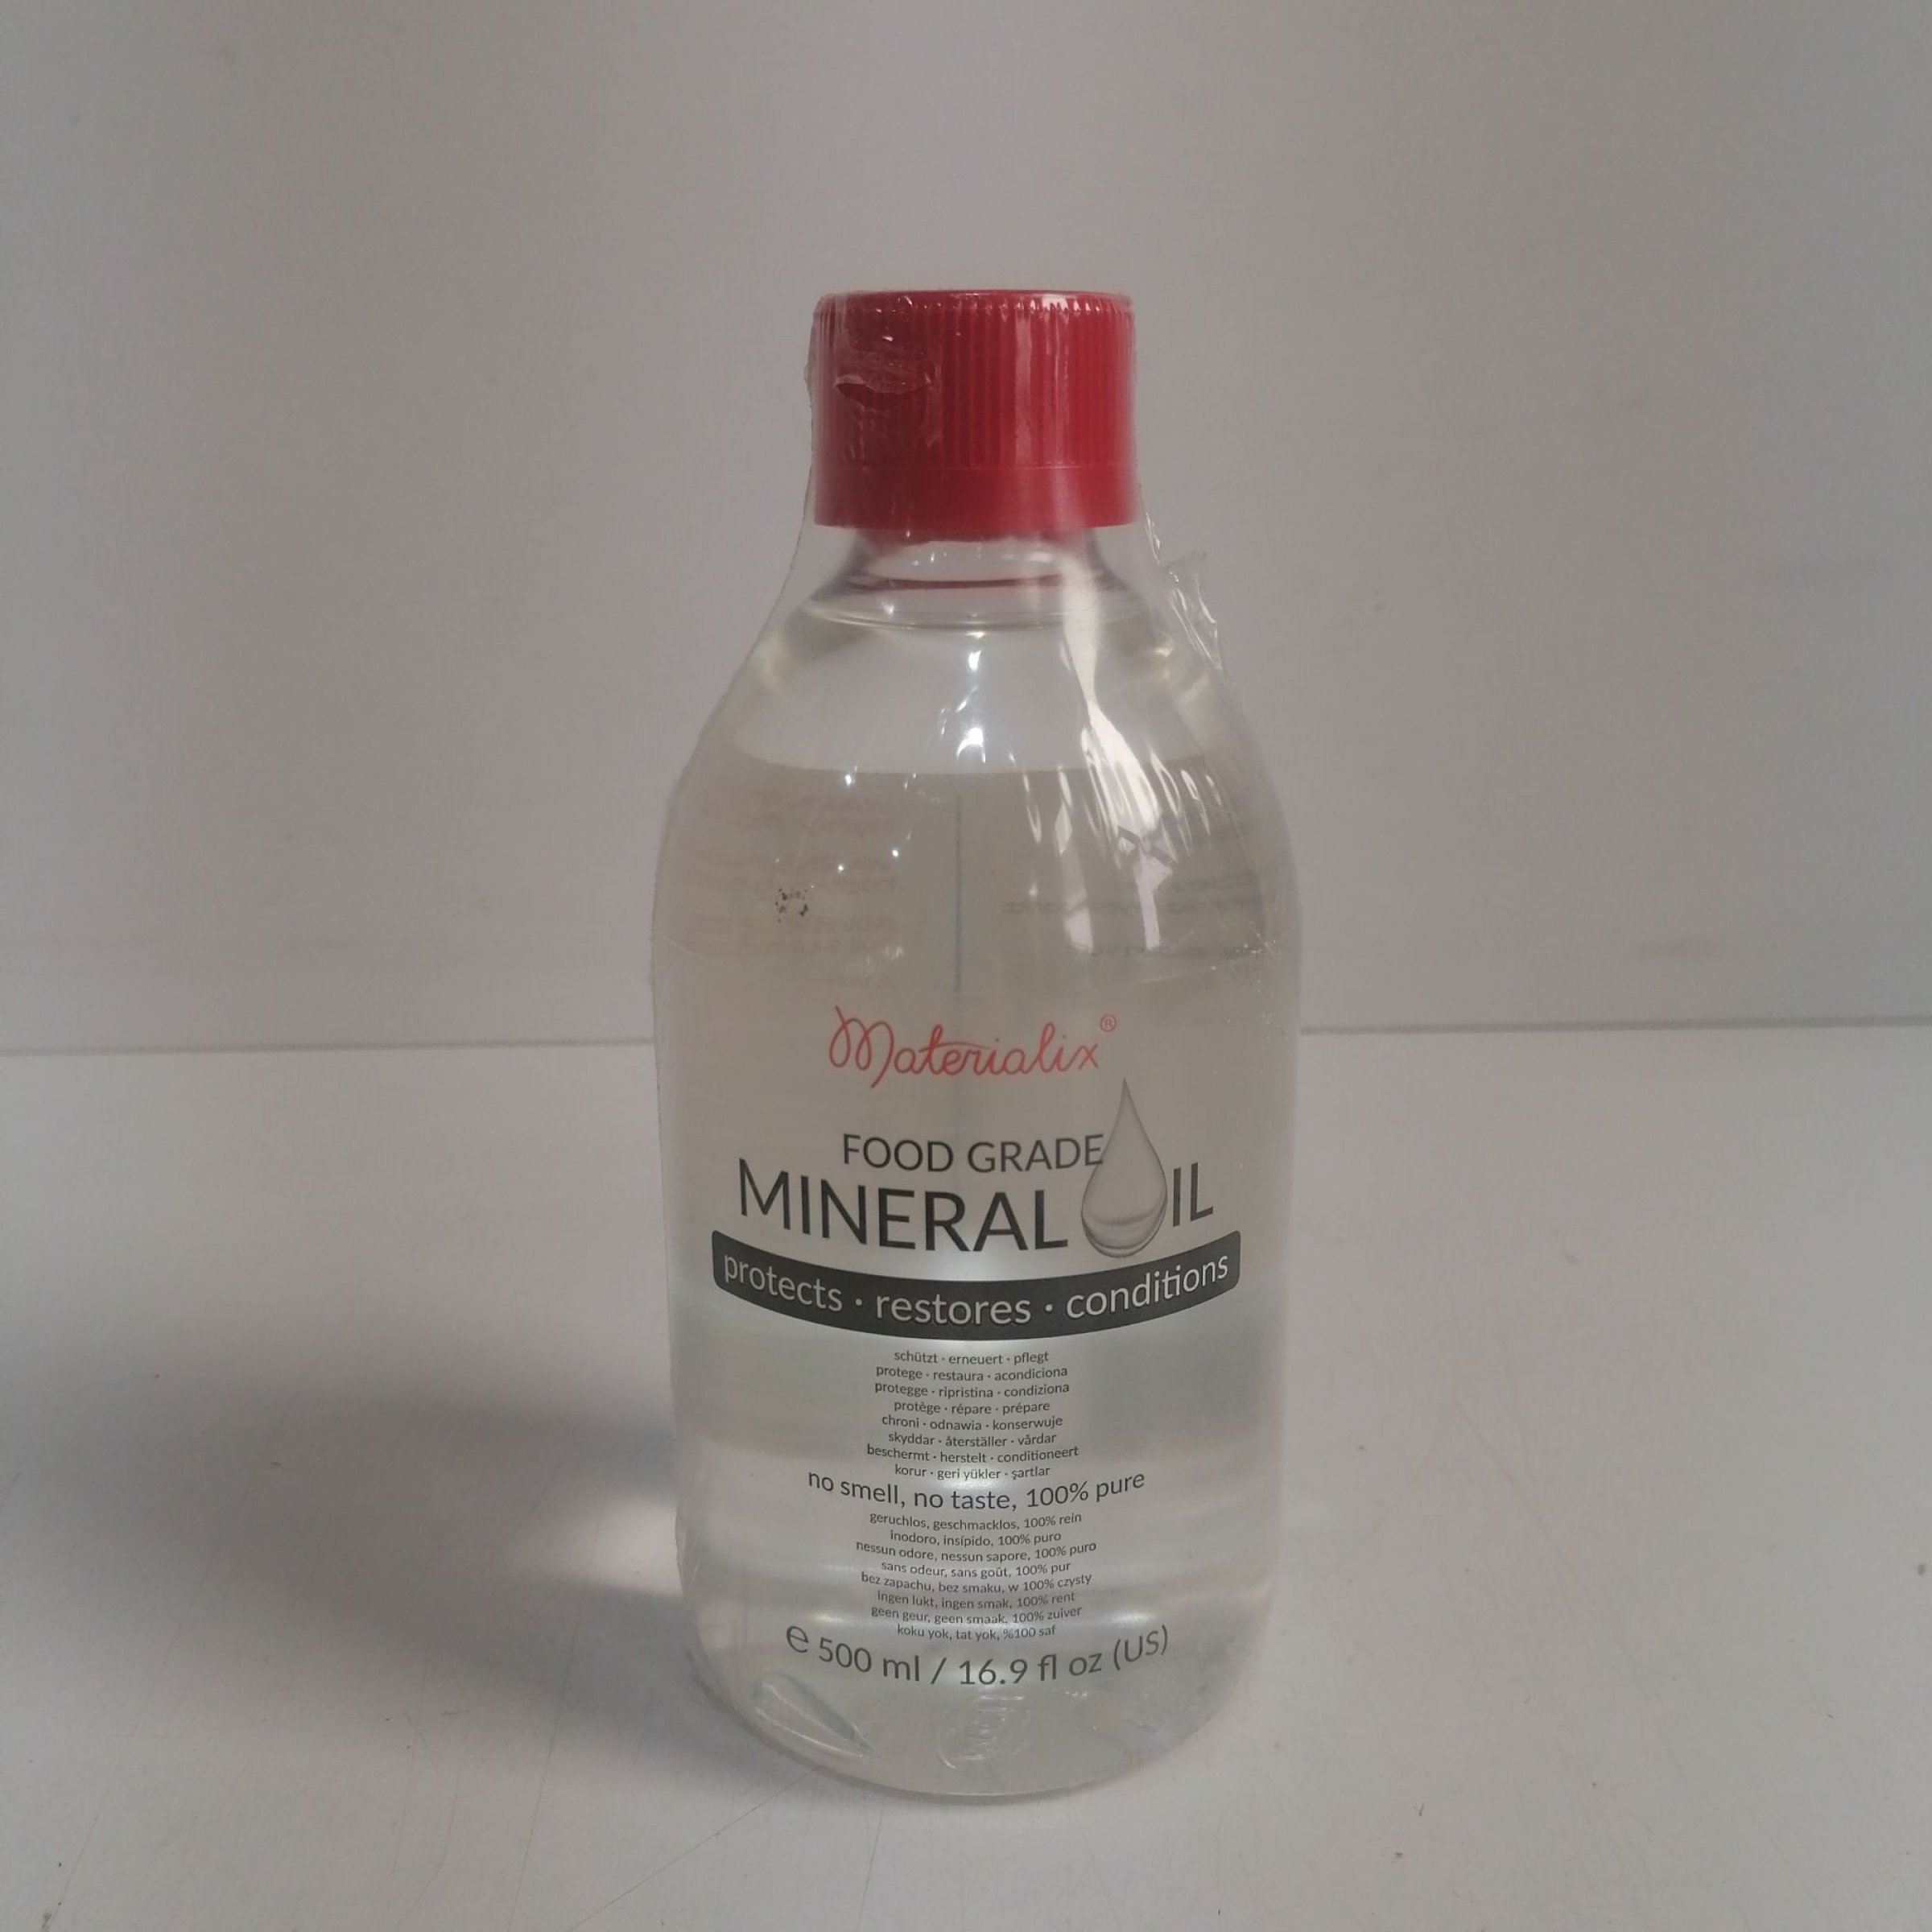 Materialix®
FOOD GRADE
MINERAL OIL
protects · restores · conditions
schützt · erneuert · pflegt
protege · restaura · acondiciona
protegge · ripristina · condiziona
protège · répare · prépare
chroni · odnawia · konserwuje
skyddar · återställer · vårdar
beschermt · herstelt · conditioneert
korur · geri yükler · şartlar
no smell, no taste, 100% pure
geruchlos, geschmacklos, 100% rein
inodoro, insípido, 100% puro
nessun odore, nessun sapore, 100% puro
sans odeur, sans goût, 100% pur
bez zapachu, bez smaku, w 100% czysty
ingen lukt, ingen smak, 100% rent
geen geur, geen smaak, 100% zuiver
koku yok, tat yok, %100 saf
℮ 500 ml / 16.9 fl oz (US)